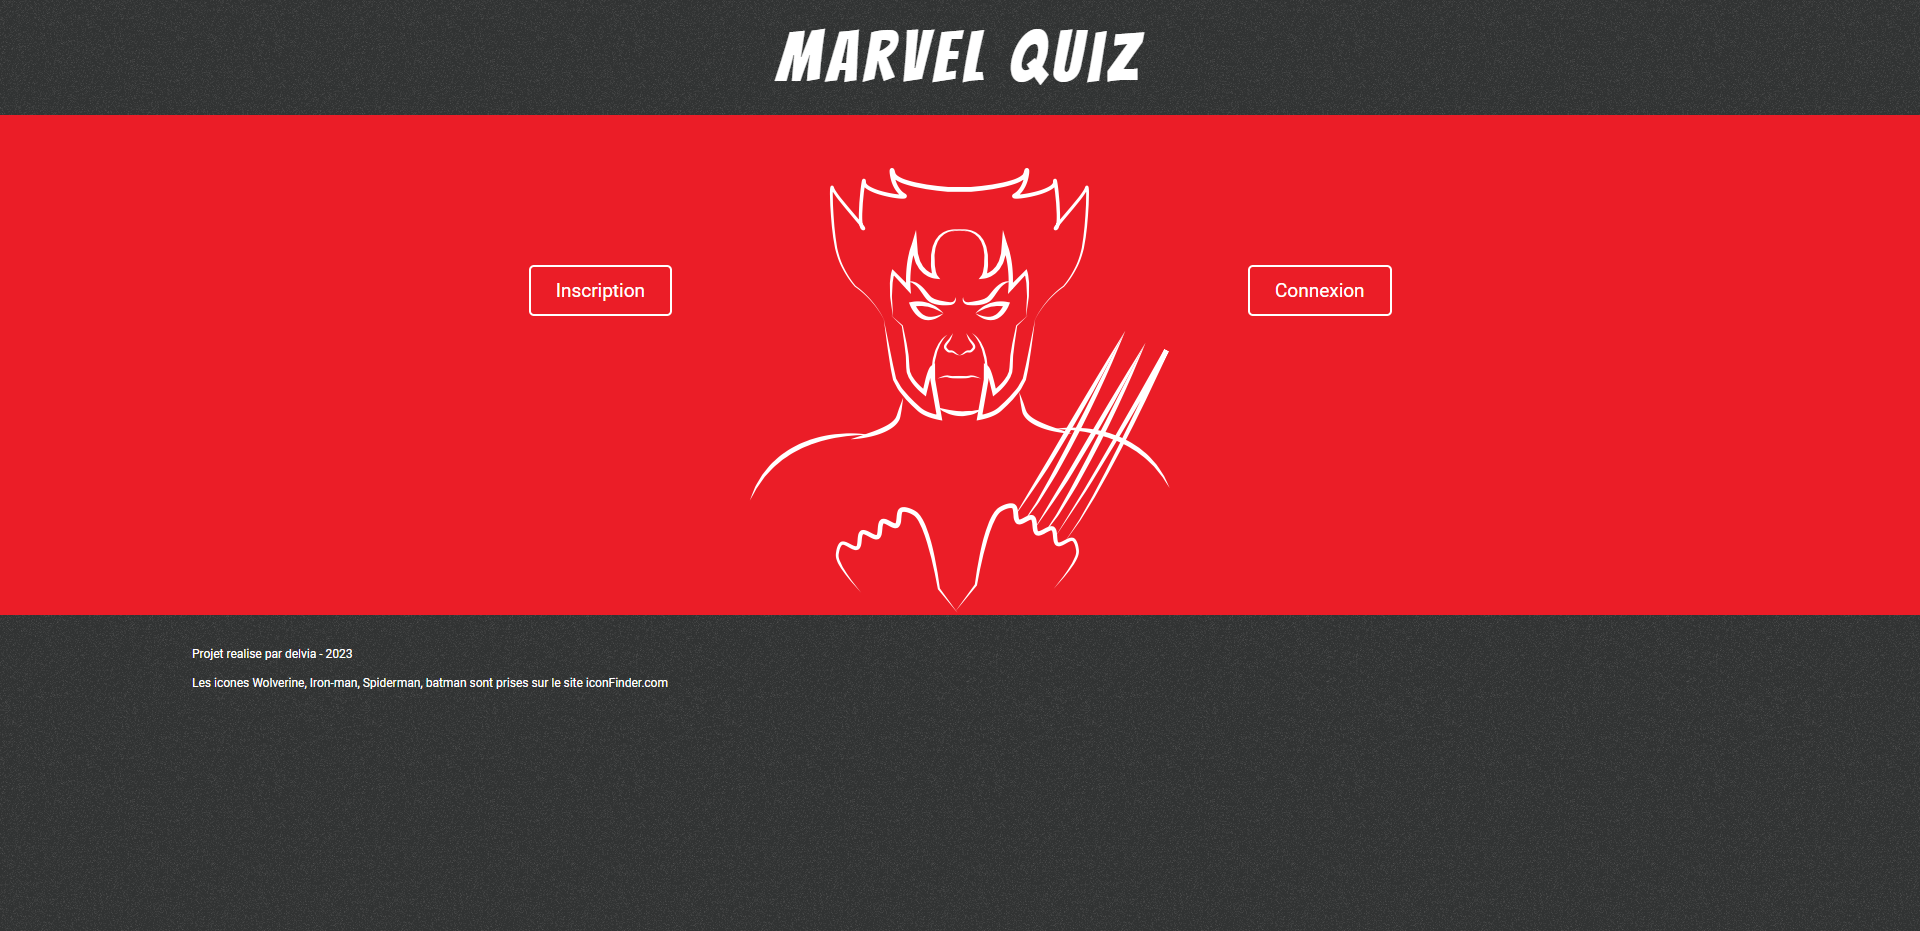 MARVEL QUIZ
Inscription
Connexion
Projet realise par delvia - 2023
Les icones Wolverine, Iron-man, Spiderman, batman sont prises sur le site iconFinder.com